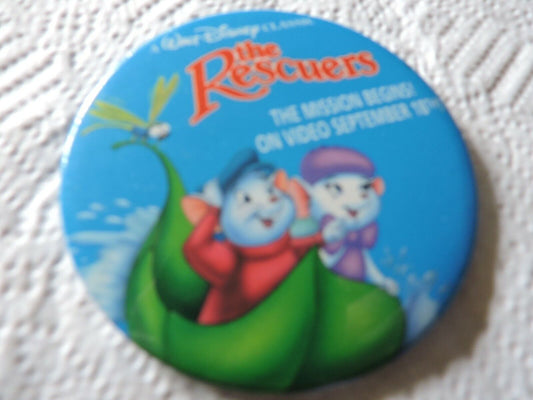 A WALT DISNEY CLASSIC
the
Rescuers
THE MISSION BEGINS!
ON VIDEO SEPTEMBER 18TH